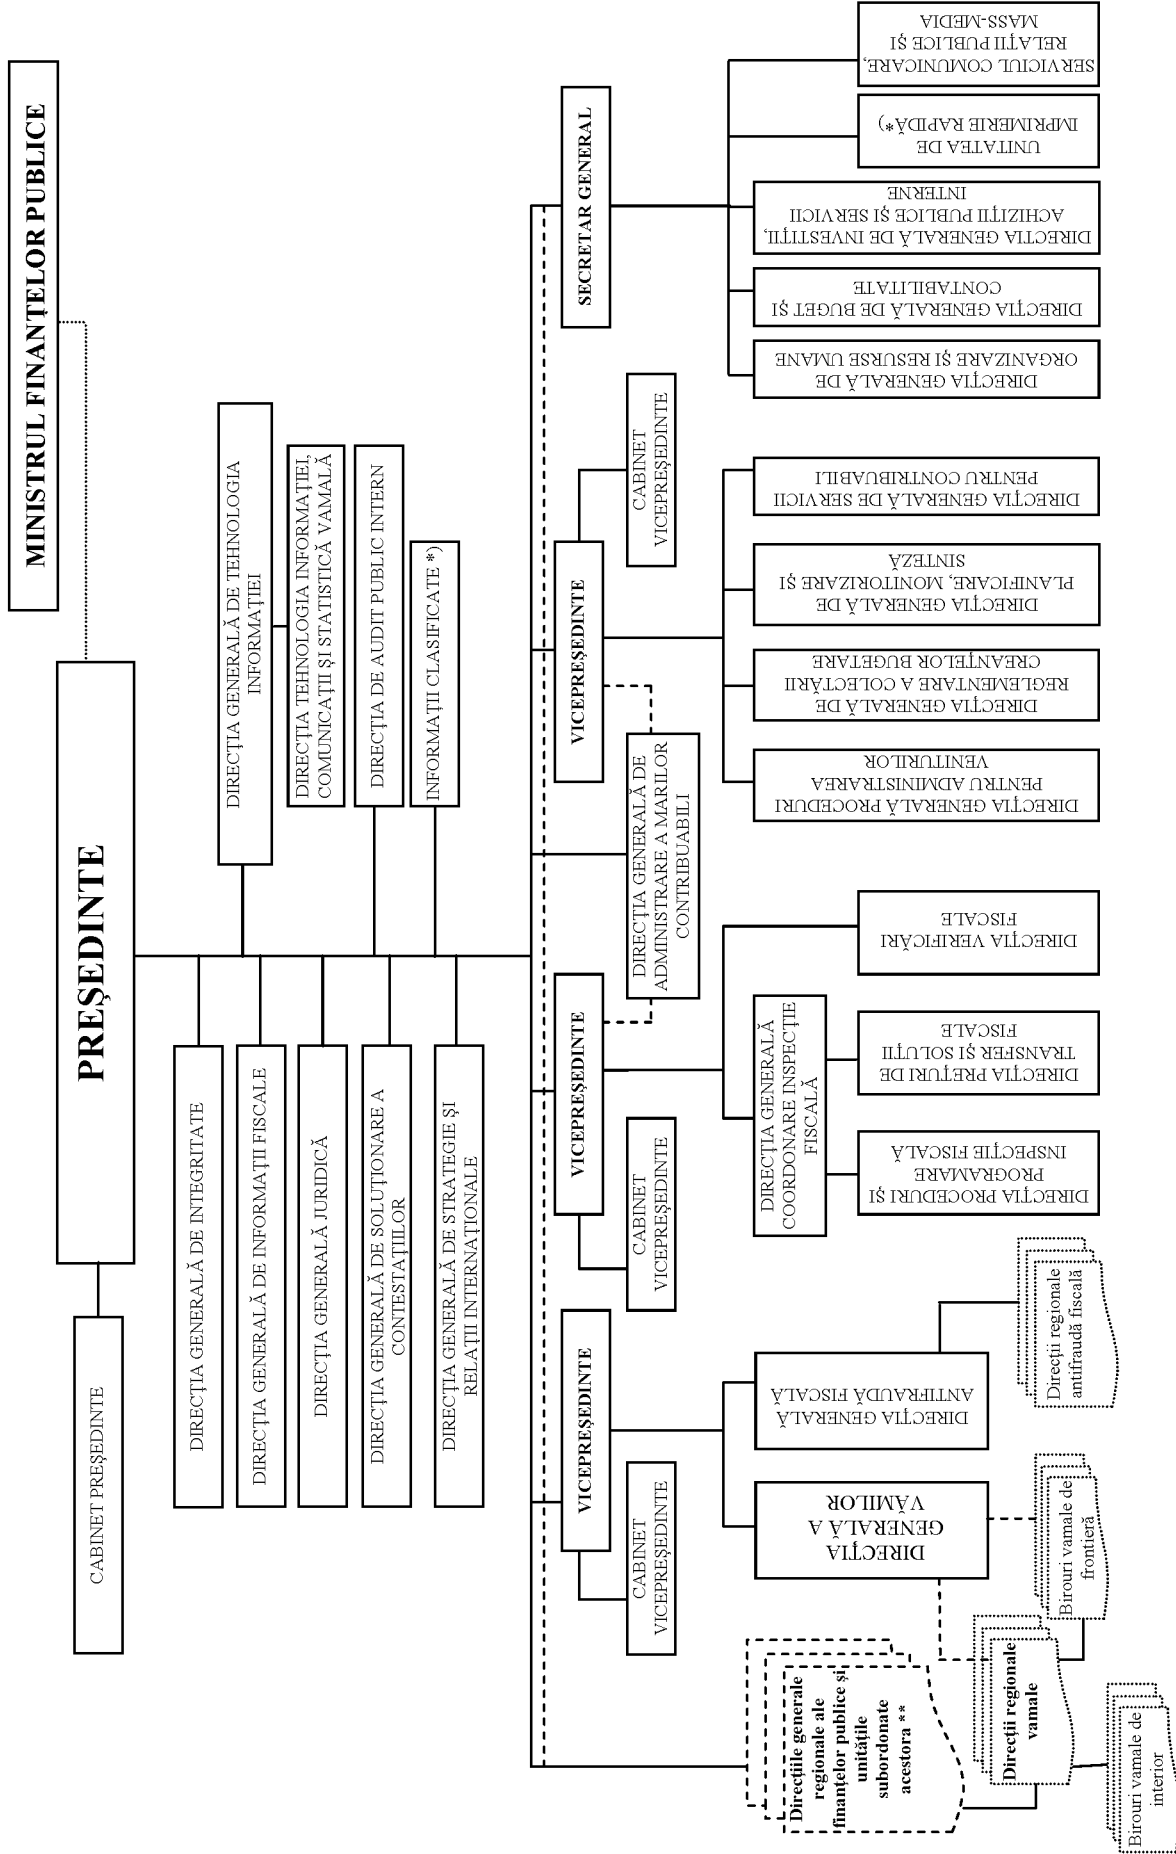 MINISTRUL FINANȚELOR PUBLICE
PREȘEDINTE
CABINET PREȘEDINTE
DIRECȚIA GENERALĂ DE INTEGRITATE
DIRECȚIA GENERALĂ DE INFORMAȚII FISCALE
DIRECȚIA GENERALĂ JURIDICĂ
DIRECȚIA GENERALĂ DE SOLUȚIONARE A
CONTESTAȚIILOR
DIRECȚIA GENERALĂ DE STRATEGIE ȘI
RELAȚII INTERNAȚIONALE
DIRECȚIA GENERALĂ DE TEHNOLOGIA
INFORMAȚIEI
DIRECȚIA TEHNOLOGIA INFORMAȚIEI,
COMUNICAȚII ȘI STATISTICĂ VAMALĂ
DIRECȚIA DE AUDIT PUBLIC INTERN
INFORMAȚII CLASIFICATE *)
VICEPREȘEDINTE
CABINET
VICEPREȘEDINTE
VICEPREȘEDINTE
CABINET
VICEPREȘEDINTE
DIRECȚIA GENERALĂ DE
ADMINISTRARE A MARILOR
CONTRIBUABILI
VICEPREȘEDINTE
CABINET
VICEPREȘEDINTE
SECRETAR GENERAL
Direcțiile generale
regionale ale
finanțelor publice și
unitățile
subordonate
acestora **
Direcții regionale
vamale
Birouri vamale de
interior
Birouri vamale de
frontieră
DIRECȚIA
GENERALĂ A
VĂMILOR
DIRECȚIA GENERALĂ
ANTIFRAUDĂ FISCALĂ
Direcții regionale
antifraudă fiscală
DIRECȚIA GENERALĂ
COORDONARE INSPECȚIE
FISCALĂ
DIRECȚIA PROCEDURI ȘI
PROGRAMARE
INSPECȚIE FISCALĂ
DIRECȚIA PREȚURI DE
TRANSFER ȘI SOLUȚII
FISCALE
DIRECȚIA VERIFICĂRI
FISCALE
DIRECȚIA GENERALĂ PROCEDURI
PENTRU ADMINISTRAREA
VENITURILOR
DIRECȚIA GENERALĂ DE
REGLEMENTARE A COLECTĂRII
CREANȚELOR BUGETARE
DIRECȚIA GENERALĂ DE
PLANIFICARE, MONITORIZARE ȘI
SINTEZĂ
DIRECȚIA GENERALĂ DE SERVICII
PENTRU CONTRIBUABILI
DIRECȚIA GENERALĂ DE
ORGANIZARE ȘI RESURSE UMANE
DIRECȚIA GENERALĂ DE BUGET ȘI
CONTABILITATE
DIRECȚIA GENERALĂ DE INVESTIȚII,
ACHIZIȚII PUBLICE ȘI SERVICII
INTERNE
UNITATEA DE
IMPRIMERIE RAPIDĂ*)
SERVICIUL COMUNICARE,
RELAȚII PUBLICE ȘI
MASS-MEDIA